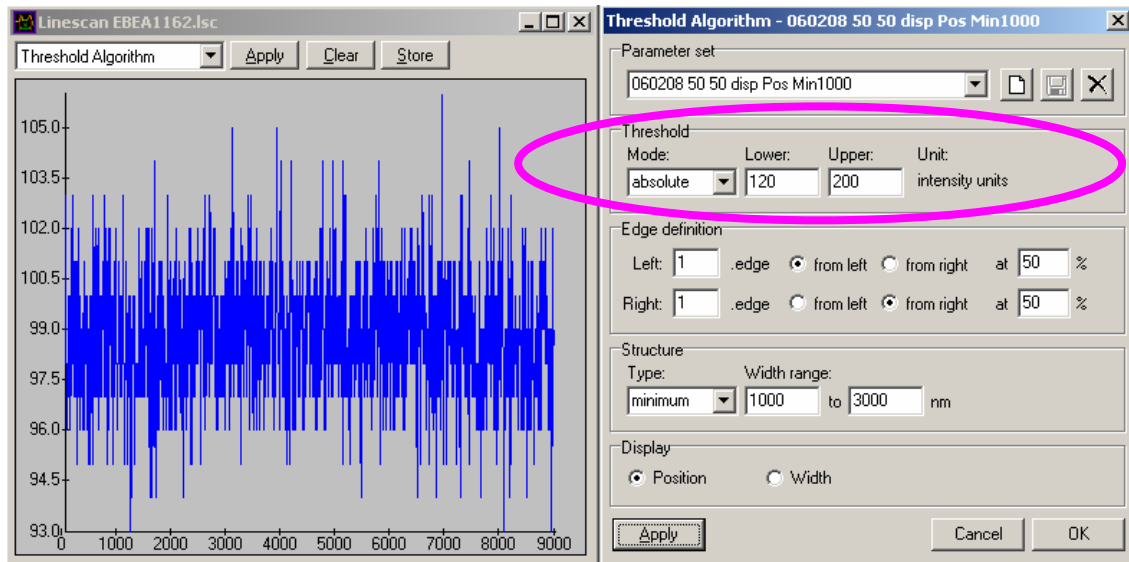 Linescan EBEA1162.lsc
Threshold Algorithm Apply Clear Store
105.0
103.5
102.0
100.5
99.0
97.5
96.0
94.5
93.0
0 1000 2000 3000 4000 5000 6000 7000 8000 9000
Threshold Algorithm - 060208 50 50 disp Pos Min1000
Parameter set
060208 50 50 disp Pos Min1000
Threshold
Mode: Lower: Upper: Unit:
absolute 120 200 intensity units
Edge definition
Left: 1 .edge from left from right at 50 %
Right: 1 .edge from left from right at 50 %
Structure
Type: Width range:
minimum 1000 to 3000 nm
Display
Position Width
Apply Cancel OK